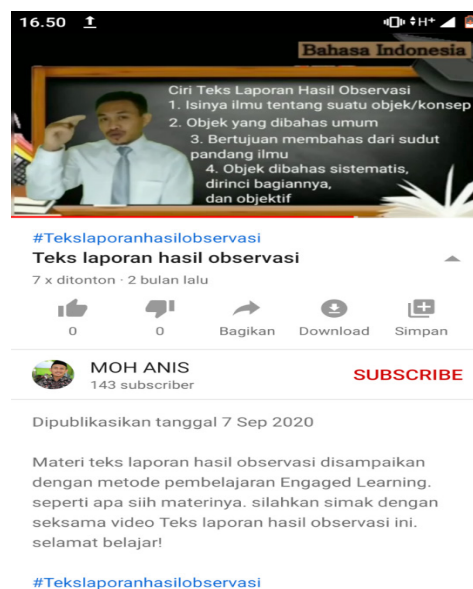 16.50
H+
Bahasa Indonesia
Ciri Teks Laporan Hasil Observasi
1. Isinya ilmu tentang suatu objek/konsep
2. Objek yang dibahas umum
3. Bertujuan membahas dari sudut
pandang ilmu
4. Objek dibahas sistematis,
dirinci bagiannya,
dan objektif
#Tekslaporanhasilobservasi
Teks laporan hasil observasi
7 x ditonton · 2 bulan lalu
0 0 Bagikan Download Simpan
MOH ANIS
143 subscriber
SUBSCRIBE
Dipublikasikan tanggal 7 Sep 2020
Materi teks laporan hasil observasi disampaikan
dengan metode pembelajaran Engaged Learning.
seperti apa siih materinya. silahkan simak dengan
seksama video Teks laporan hasil observasi ini.
selamat belajar!
#Tekslaporanhasilobservasi